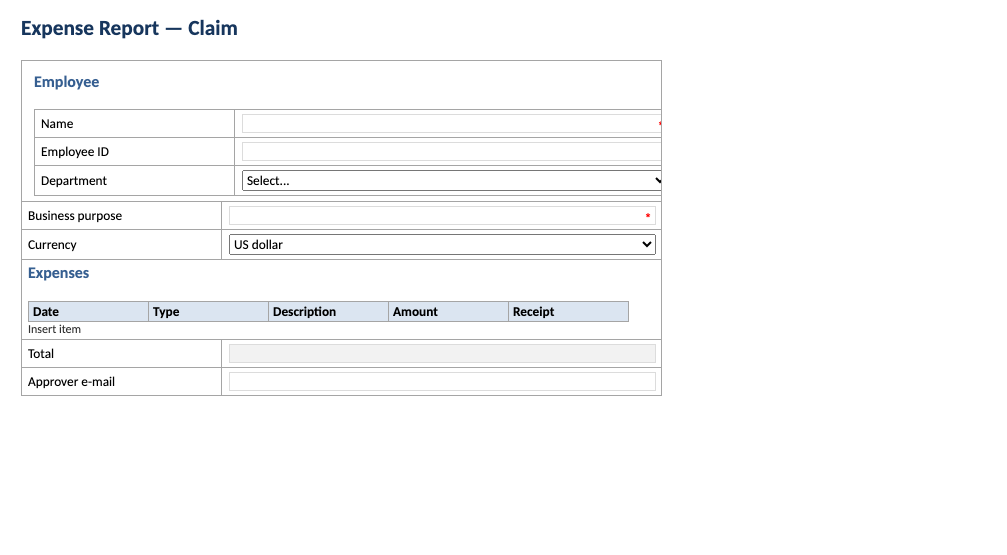 Expense Report — Claim
Employee
Name *
Employee ID
Department Select...
Business purpose *
Currency US dollar
Expenses
Date Type Description Amount Receipt
Insert item
Total
Approver e-mail